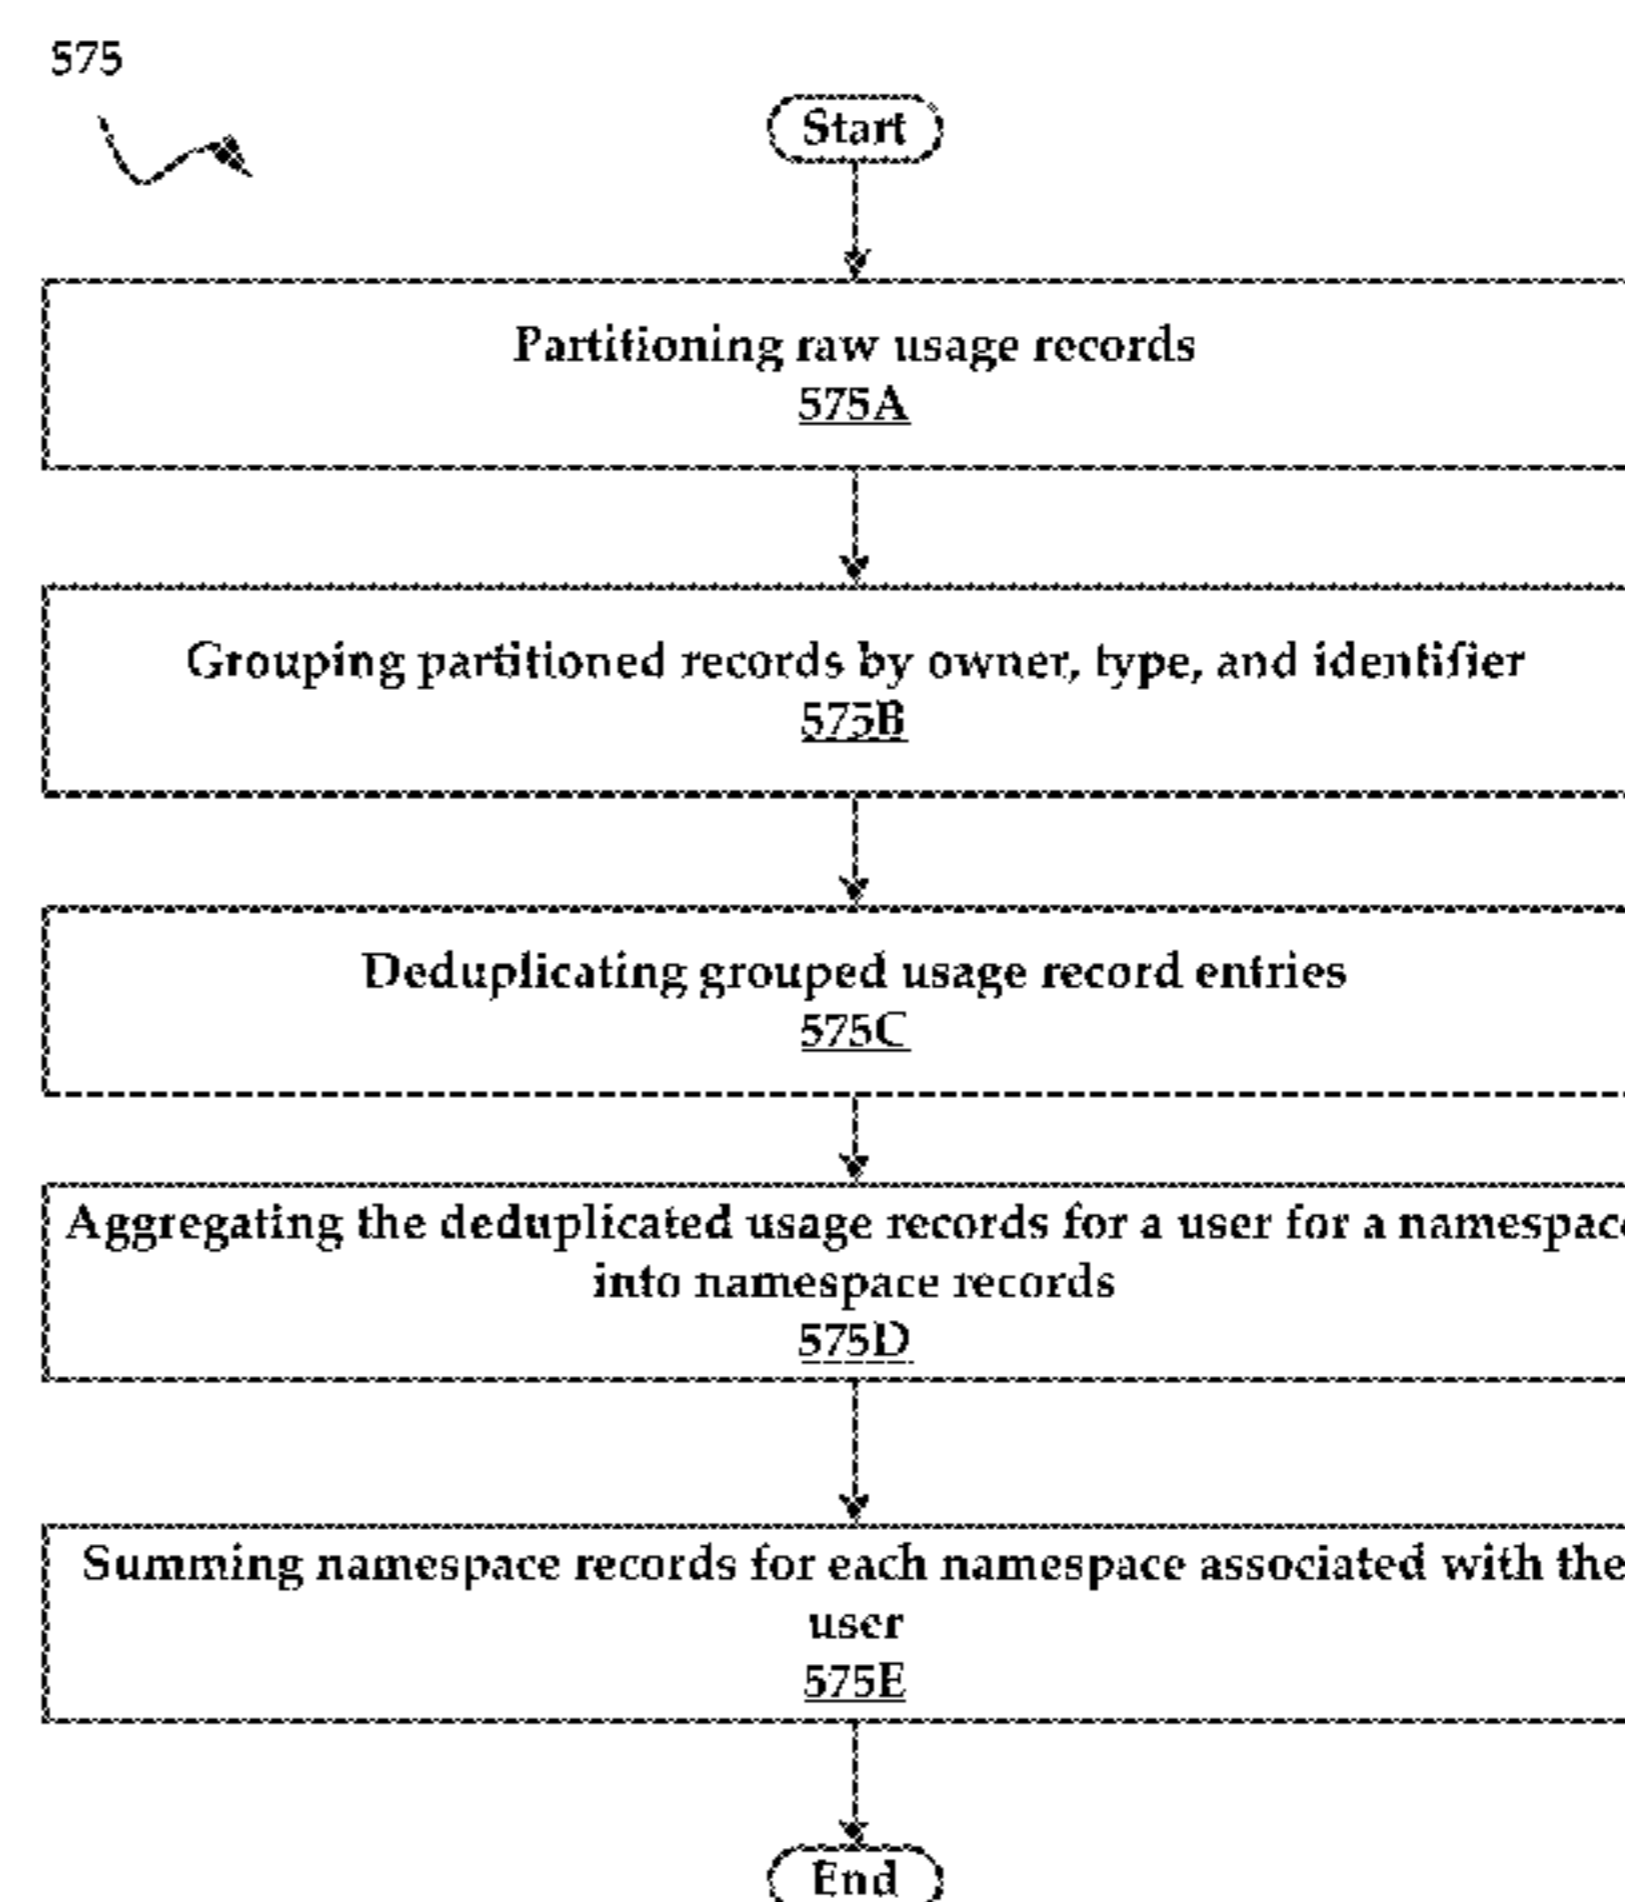 575
Start
Partitioning raw usage records
575A
Grouping partitioned records by owner, type, and identifier
575B
Deduplicating grouped usage record entries
575C
Aggregating the deduplicated usage records for a user for a namespace
into namespace records
575D
Summing namespace records for each namespace associated with the
user
575E
End